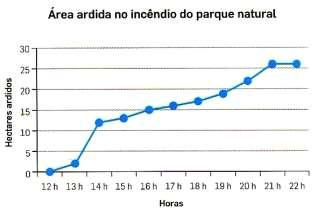 Área ardida no incêndio do parque natural
Hectares ardidos
30
25
20
15
10
5
0
12 h 13 h 14 h 15 h 16 h 17 h 18 h 19 h 20 h 21 h 22 h
Horas